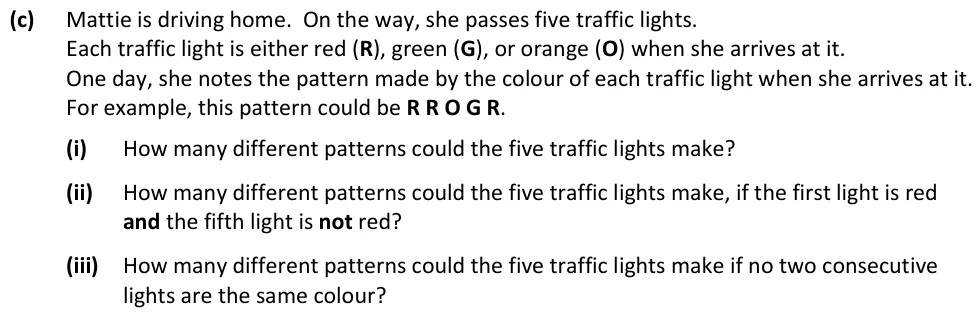 (c) Mattie is driving home. On the way, she passes five traffic lights.
Each traffic light is either red (R), green (G), or orange (O) when she arrives at it.
One day, she notes the pattern made by the colour of each traffic light when she arrives at it.
For example, this pattern could be R R O G R.
(i) How many different patterns could the five traffic lights make?
(ii) How many different patterns could the five traffic lights make, if the first light is red
and the fifth light is not red?
(iii) How many different patterns could the five traffic lights make if no two consecutive
lights are the same colour?